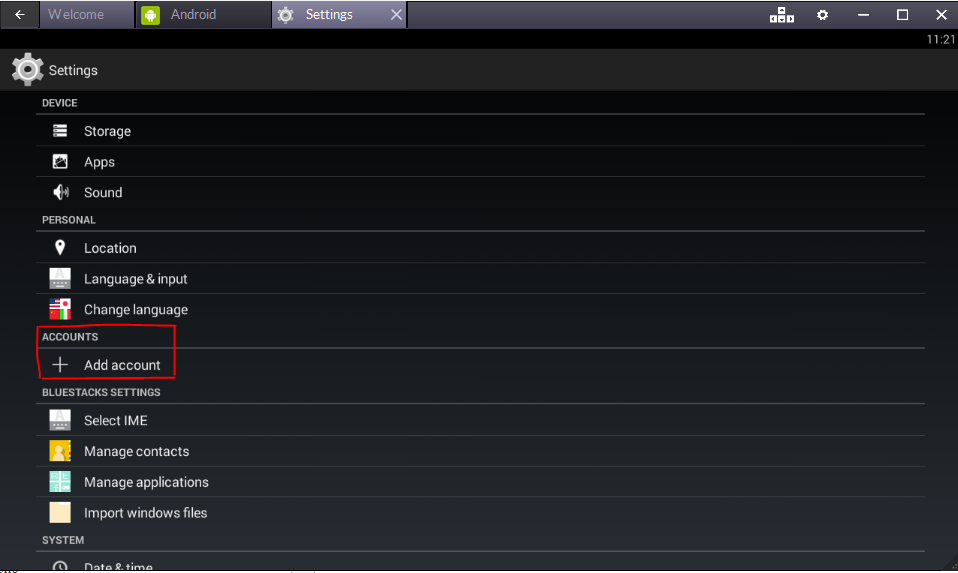 Welcome
Android
Settings
11:21
Settings
DEVICE
Storage
Apps
Sound
PERSONAL
Location
Language & input
Change language
ACCOUNTS
Add account
BLUESTACKS SETTINGS
Select IME
Manage contacts
Manage applications
Import windows files
SYSTEM
Date & time